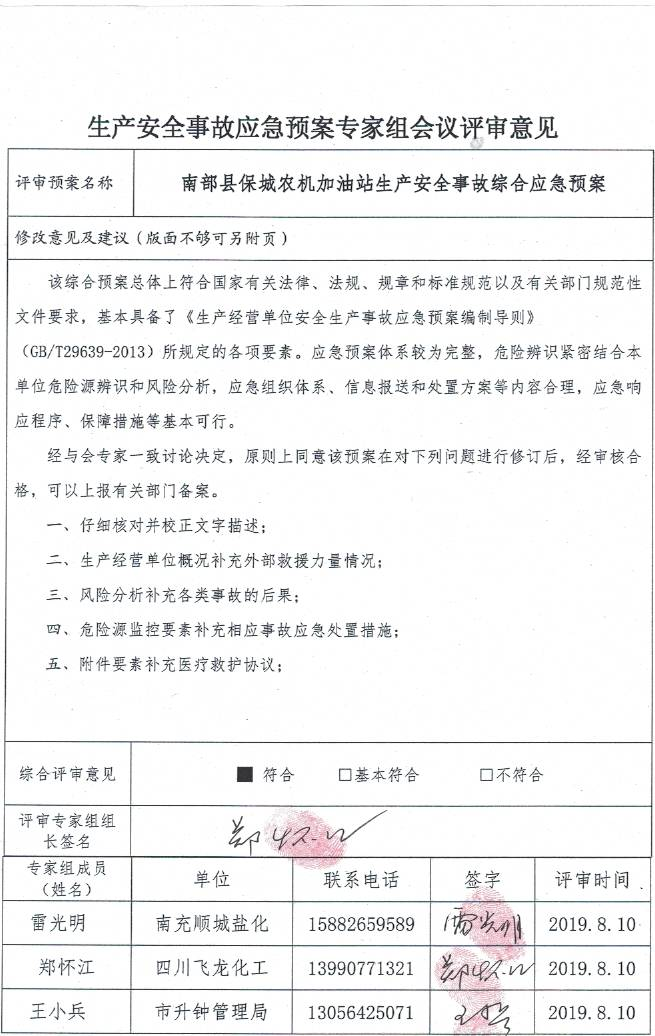 生产安全事故应急预案专家组会议评审意见
评审预案名称 南部县保城农机加油站生产安全事故综合应急预案
修改意见及建议（版面不够可另附页）
该综合预案总体上符合国家有关法律、法规、规章和标准规范以及有关部门规范性
文件要求，基本具备了《生产经营单位安全生产事故应急预案编制导则》
（GB/T29639-2013）所规定的各项要素。应急预案体系较为完整，危险辨识紧密结合本
单位危险源辨识和风险分析，应急组织体系、信息报送和处置方案等内容合理，应急响
应程序、保障措施等基本可行。
经与会专家一致讨论决定，原则上同意该预案在对下列问题进行修订后，经审核合
格，可以上报有关部门备案。
一、仔细核对并校正文字描述；
二、生产经营单位概况补充外部救援力量情况；
三、风险分析补充各类事故的后果；
四、危险源监控要素补充相应事故应急处置措施；
五、附件要素补充医疗救护协议；
综合评审意见 ■ 符合 □基本符合 □不符合
评审专家组组
长签名 郑怀江
专家组成员
（姓名） 单位 联系电话 签字 评审时间
雷光明 南充顺城盐化 15882659589 雷光明 2019.8.10
郑怀江 四川飞龙化工 13990771321 郑怀江 2019.8.10
王小兵 市升钟管理局 13056425071 2019.8.10